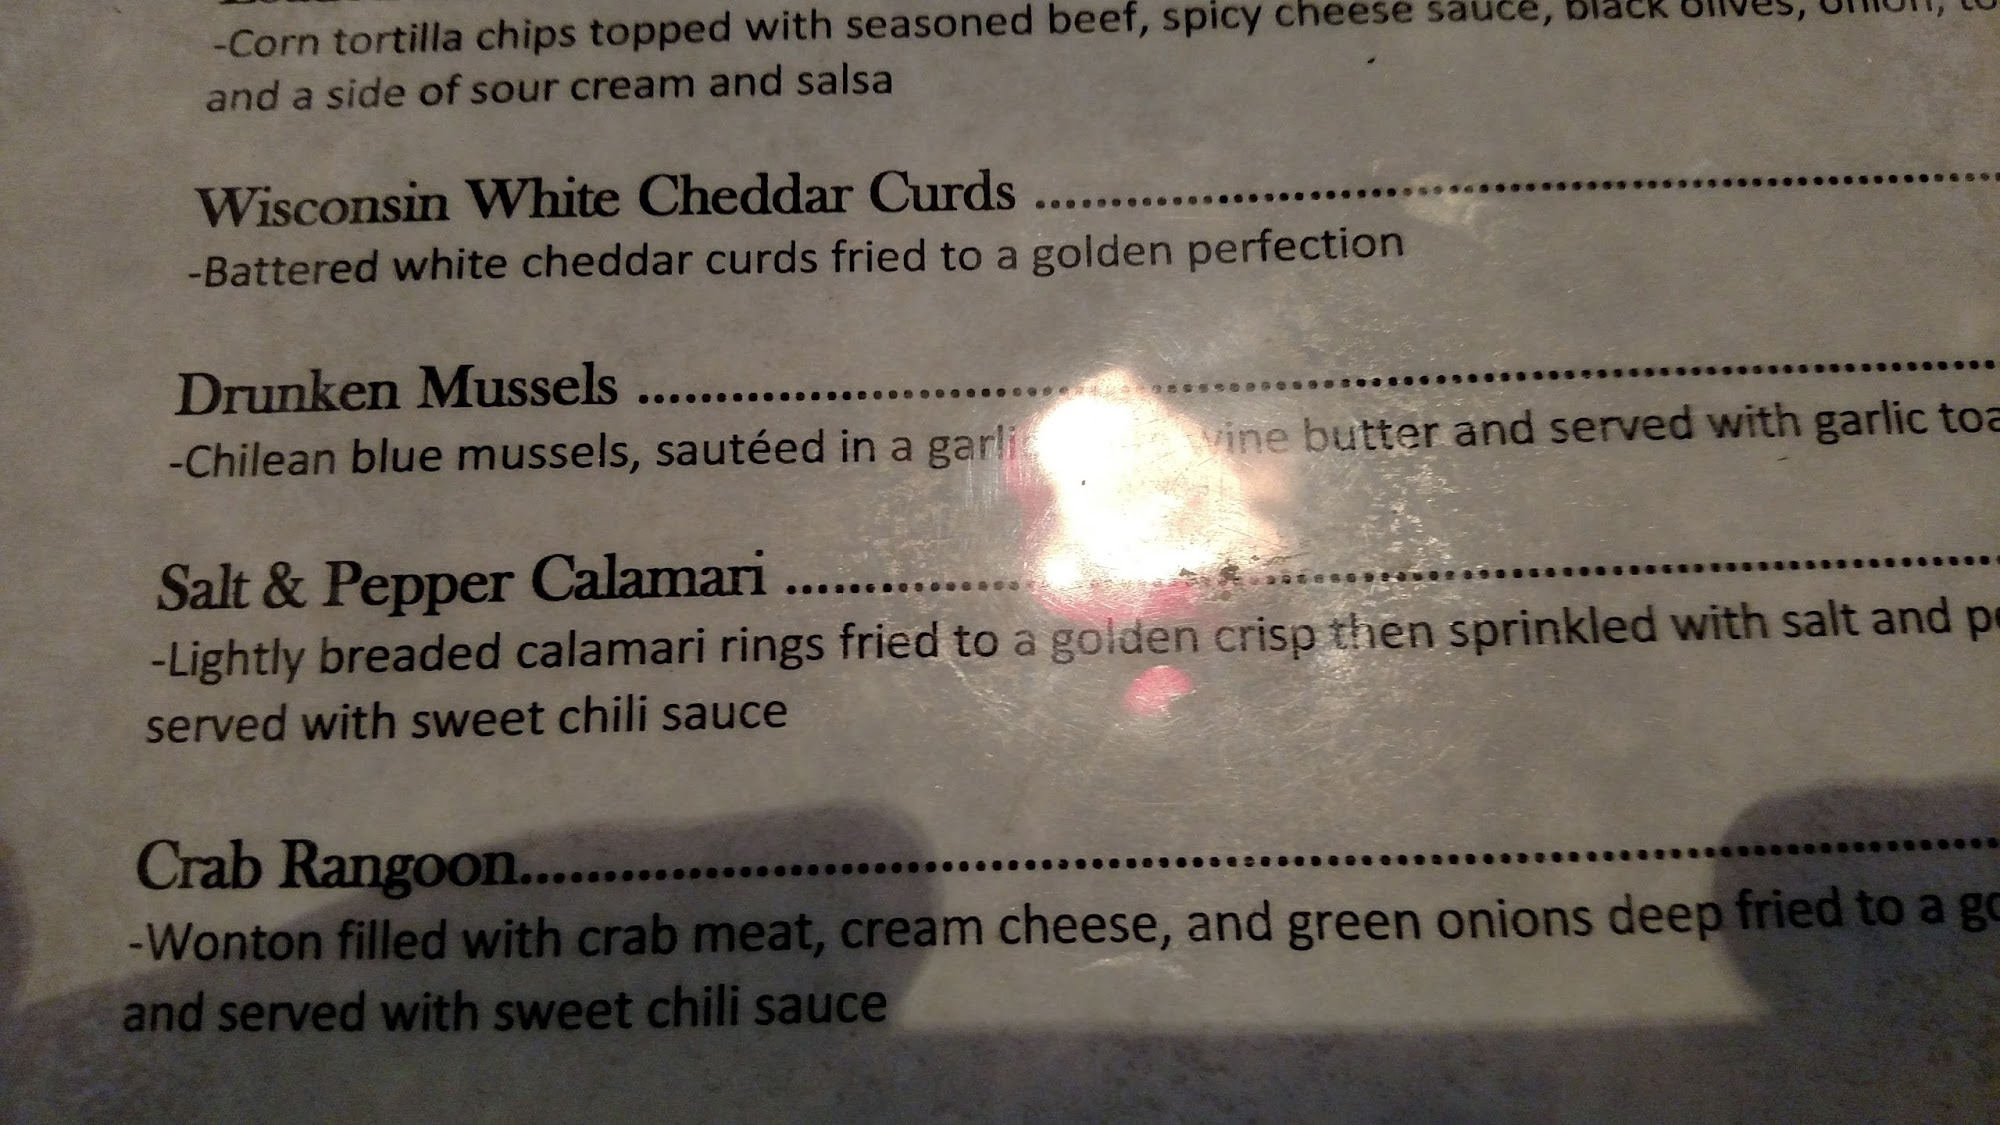 -Corn tortilla chips topped with seasoned beef, spicy cheese sauce, black olives, onion,
and a side of sour cream and salsa
Wisconsin White Cheddar Curds
-Battered white cheddar curds fried to a golden perfection
Drunken Mussels
-Chilean blue mussels, sautéed in a wine butter and served with garlic
Salt & Pepper Calamari
-Lightly breaded calamari rings fried to a golden crisp then sprinkled with salt and
served with sweet chili sauce
Crab Rangoon
-Wonton filled with crab meat, cream cheese, and green onions deep fried to a
and served with sweet chili sauce